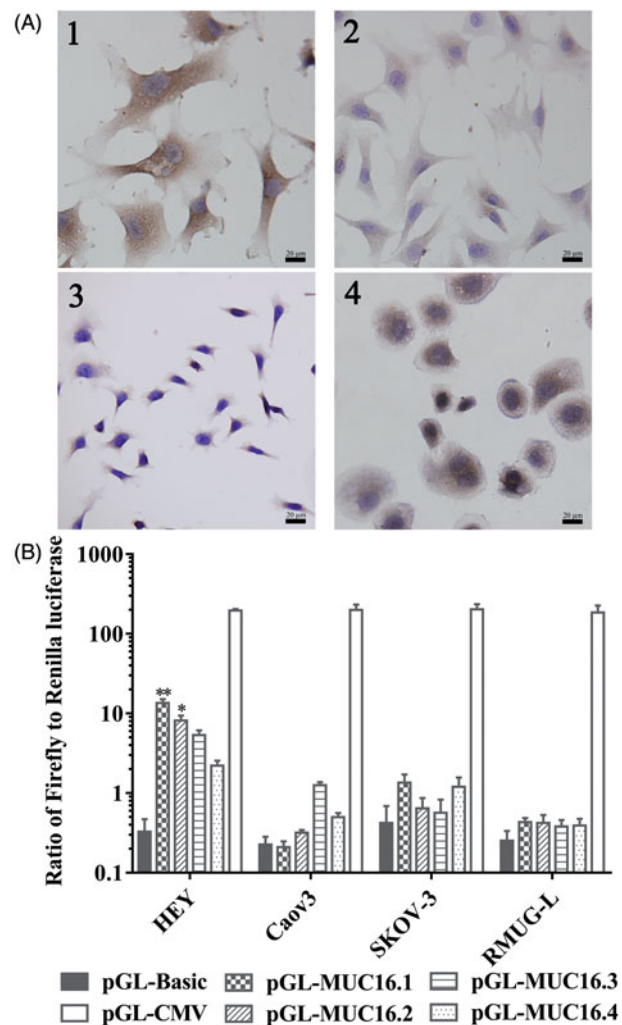 (A)
1
2
20 μm
20 μm
3
4
20 μm
20 μm
(B)
Ratio of Firefly to Renilla luciferase
1000
100
10
1
0.1
**
*
HEY
Caov3
SKOV-3
RMUG-L
pGL-Basic
pGL-MUC16.1
pGL-MUC16.3
pGL-CMV
pGL-MUC16.2
pGL-MUC16.4